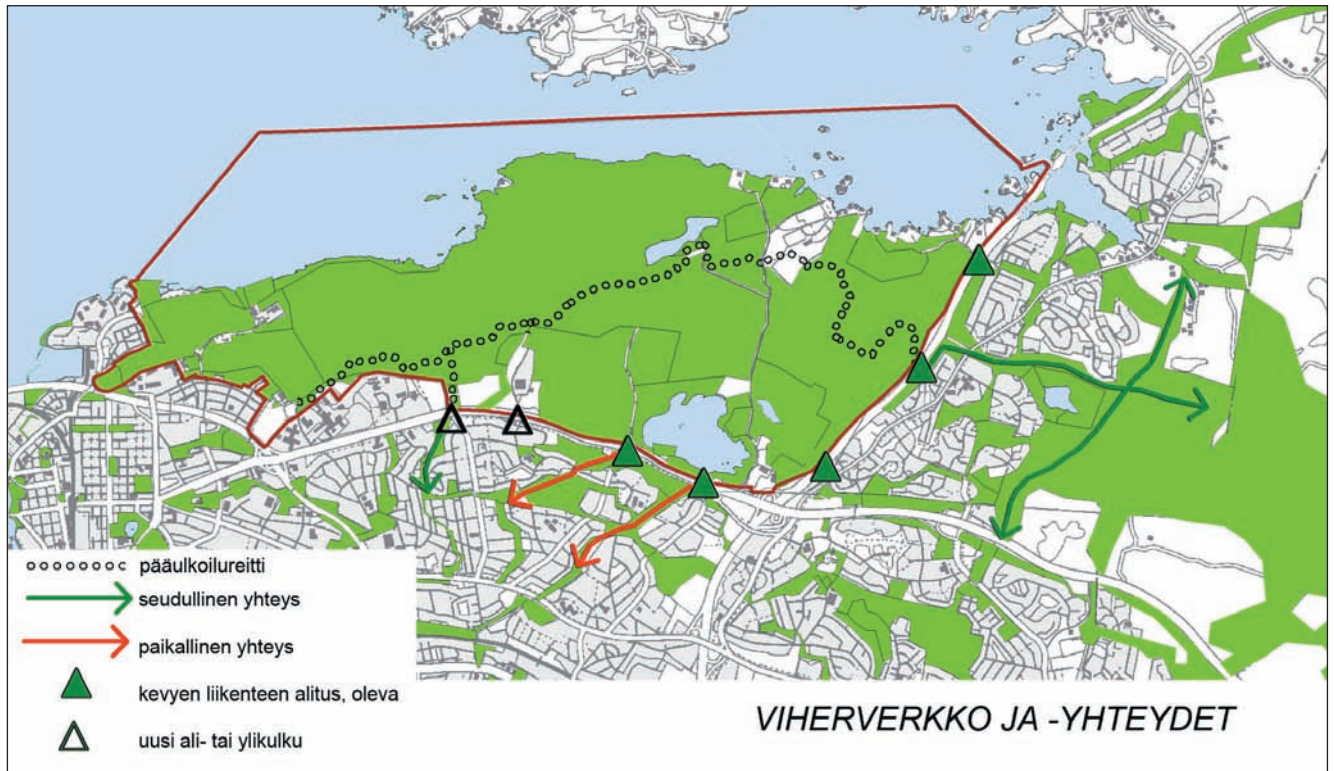 pääulkoilureitti
seudullinen yhteys
paikallinen yhteys
kevyen liikenteen alitus, oleva
uusi ali- tai ylikulku
VIHERVERKKO JA -YHTEYDET